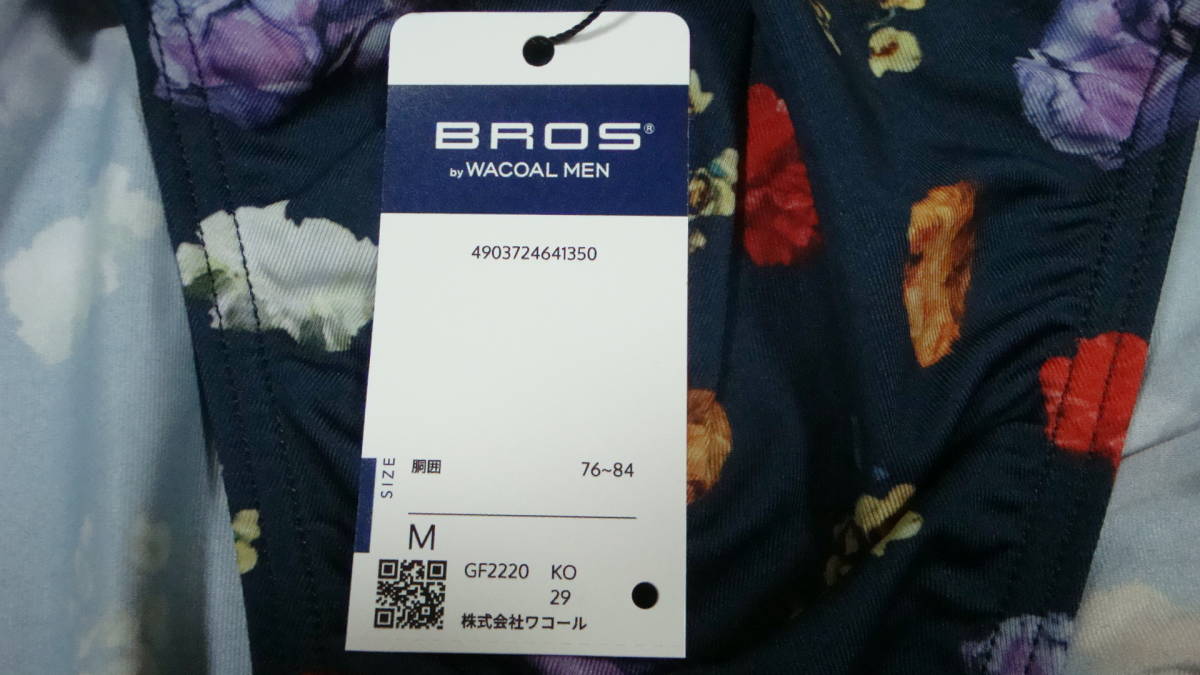 BROS®
by WACOAL MEN
4903724641350
SIZE
胴囲 76~84
M
GF2220 KO
29
株式会社ワコール